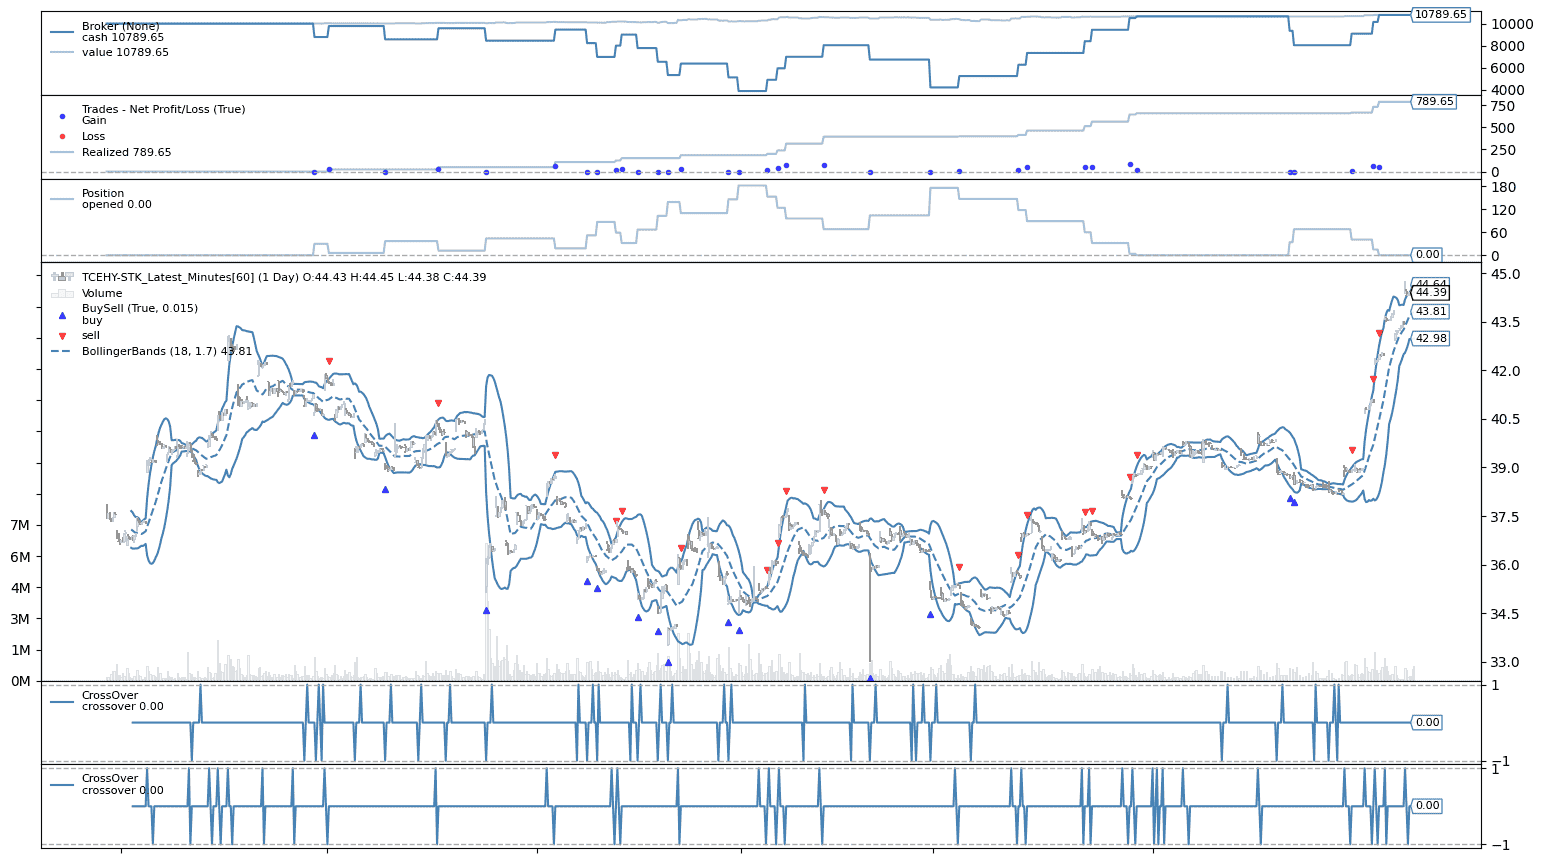 Broker (None)
cash 10789.65
value 10789.65
10789.65
10000
8000
6000
4000
Trades - Net Profit/Loss (True)
Gain
Loss
Realized 789.65
789.65
750
500
250
0
Position
opened 0.00
180
120
60
0
0.00
TCEHY-STK_Latest_Minutes[60] (1 Day) O:44.43 H:44.45 L:44.38 C:44.39
Volume
BuySell (True, 0.015)
buy
sell
BollingerBands (18, 1.7) 43.81
45.0
44.64
44.39
43.81
43.5
42.98
42.0
40.5
39.0
37.5
36.0
34.5
33.0
7M
6M
4M
3M
1M
0M
CrossOver
crossover 0.00
1
0.00
−1
CrossOver
crossover 0.00
1
0.00
−1